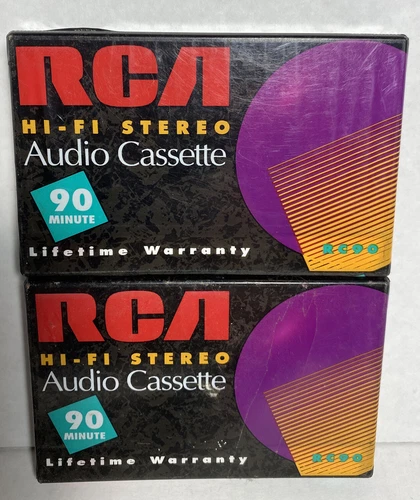 RCA
HI-FI STEREO
Audio Cassette
90
MINUTE
Lifetime Warranty
RC90
RCA
HI-FI STEREO
Audio Cassette
90
MINUTE
Lifetime Warranty
RC90